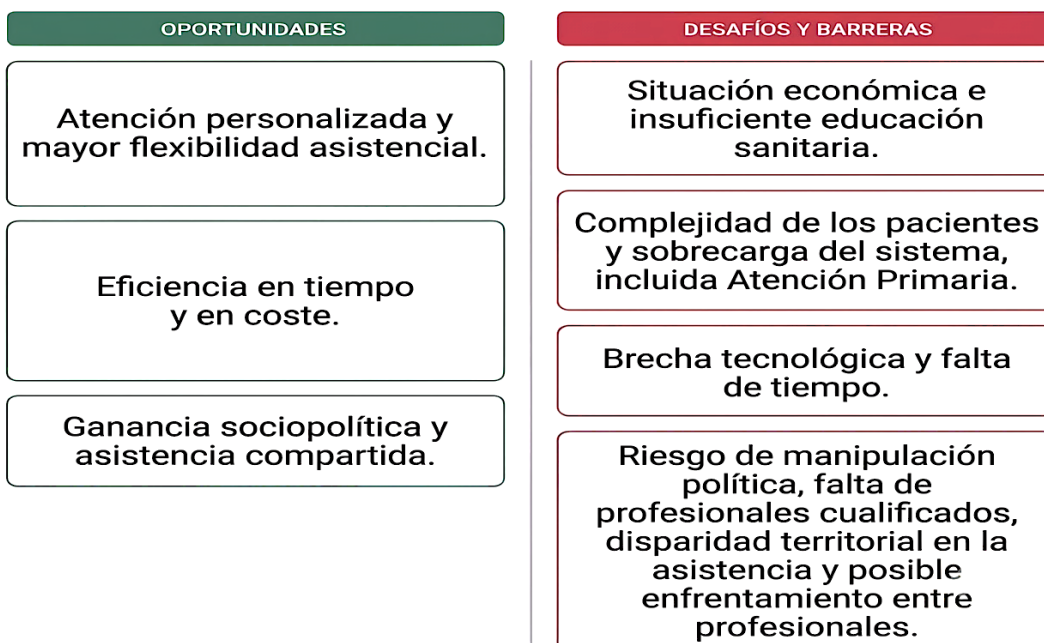 OPORTUNIDADES
Atención personalizada y
mayor flexibilidad asistencial.
Eficiencia en tiempo
y en coste.
Ganancia sociopolítica y
asistencia compartida.
DESAFÍOS Y BARRERAS
Situación económica e
insuficiente educación
sanitaria.
Complejidad de los pacientes
y sobrecarga del sistema,
incluida Atención Primaria.
Brecha tecnológica y falta
de tiempo.
Riesgo de manipulación
política, falta de
profesionales cualificados,
disparidad territorial en la
asistencia y posible
enfrentamiento entre
profesionales.